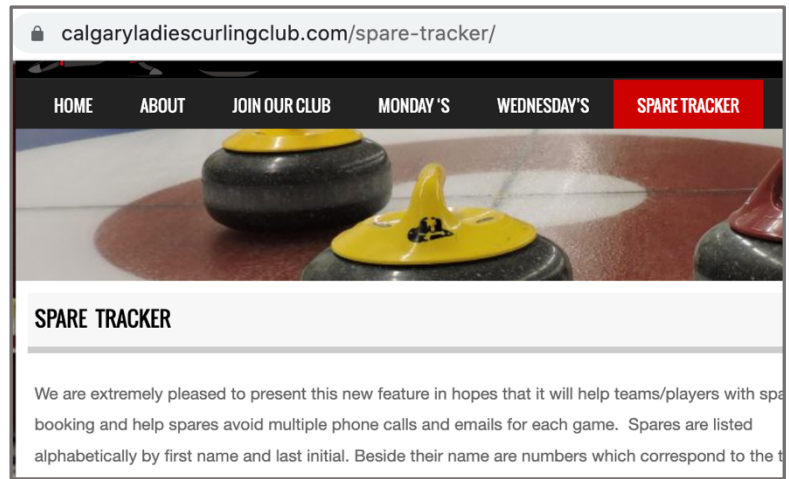 calgaryladiescurlingclub.com/spare-tracker/
HOME ABOUT JOIN OUR CLUB MONDAY 'S WEDNESDAY'S SPARE TRACKER
SPARE TRACKER
We are extremely pleased to present this new feature in hopes that it will help teams/players with spa
booking and help spares avoid multiple phone calls and emails for each game. Spares are listed
alphabetically by first name and last initial. Beside their name are numbers which correspond to the t